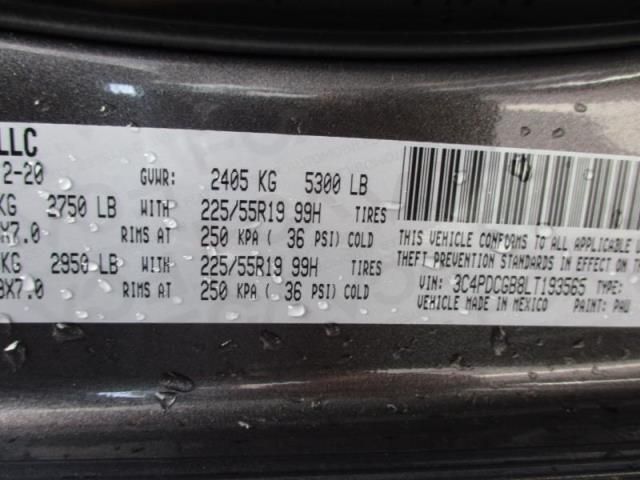 LLC
2-20 GVWR: 2405 KG 5300 LB
KG 2750 LB WITH 225/55R19 99H TIRES
X7.0 RIMS AT 250 KPA ( 36 PSI) COLD
KG 2950 LB WITH 225/55R19 99H TIRES
X7.0 RIMS AT 250 KPA ( 36 PSI) COLD
THIS VEHICLE CONFORMS TO ALL APPLICABLE
THEFT PREVENTION STANDARDS IN EFFECT ON T
VIN: 3C4PDCGB8LT193565 TYPE:
VEHICLE MADE IN MEXICO PAINT: PAU